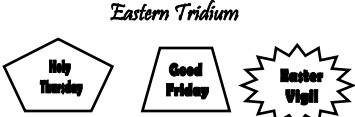 Eastern Tridium
Holy
Thursday
Good
Friday
Easter
Vigil